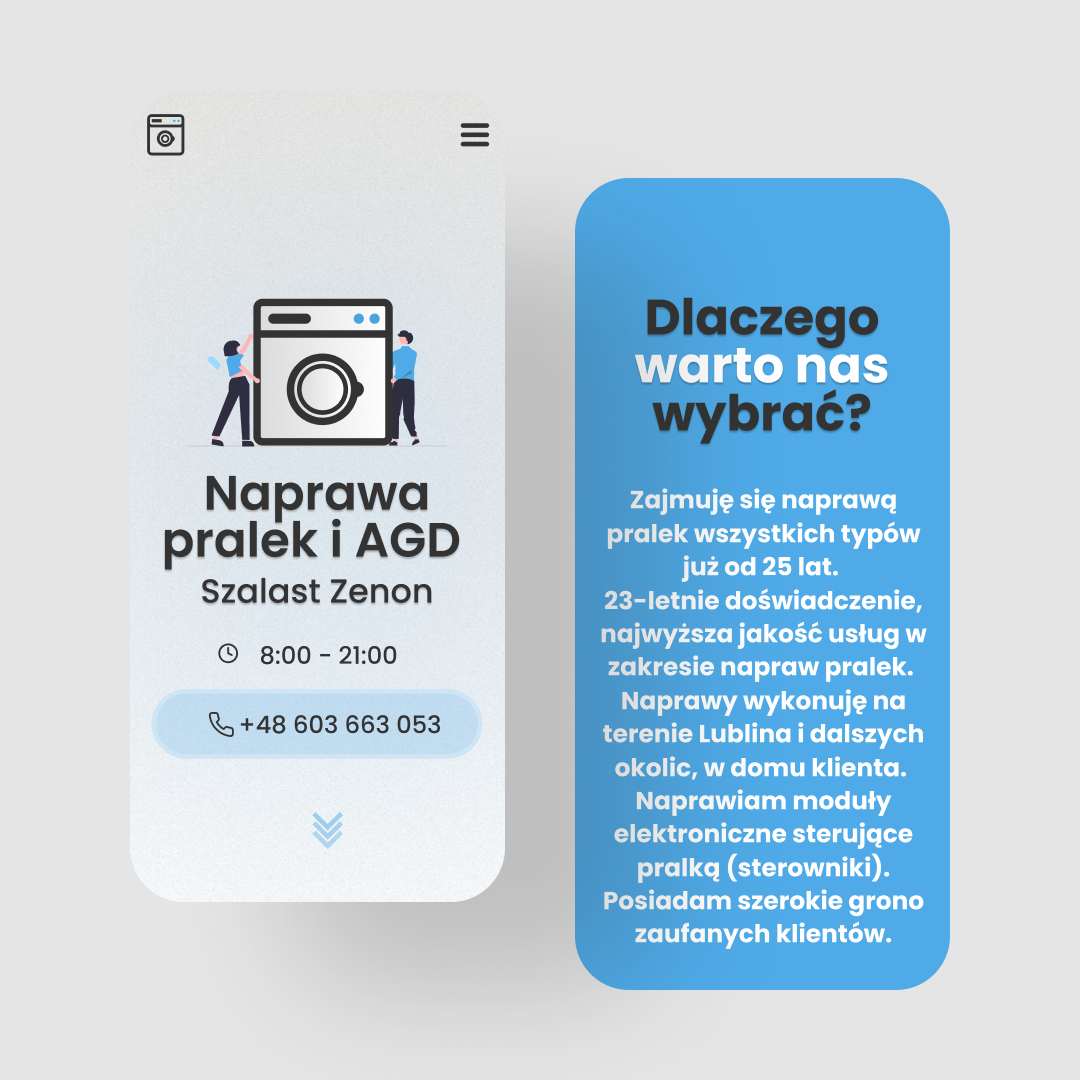 Naprawa
pralek i AGD
Szalast Zenon
8:00 - 21:00
+48 603 663 053
Dlaczego
warto nas
wybrać?
Zajmuję się naprawą
pralek wszystkich typów
już od 25 lat.
23-letnie doświadczenie,
najwyższa jakość usług w
zakresie napraw pralek.
Naprawy wykonuję na
terenie Lublina i dalszych
okolic, w domu klienta.
Naprawiam moduły
elektroniczne sterujące
pralką (sterowniki).
Posiadam szerokie grono
zaufanych klientów.